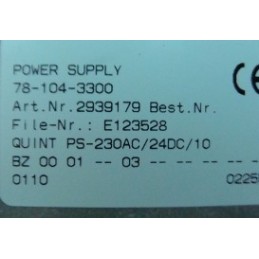 POWER SUPPLY
78-104-3300
CE
Art.Nr.2939179 Best.Nr.
File-Nr.: E123528
QUINT PS-230AC/24DC/10
BZ 00 01 -- 03 -- -- -- --
0110 0225